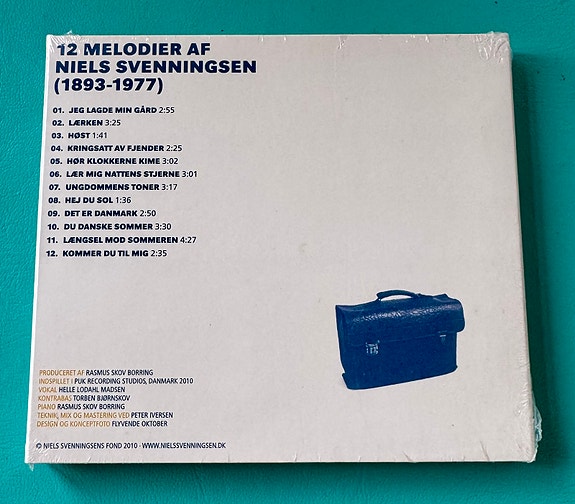 12 MELODIER AF
NIELS SVENNINGSEN
(1893-1977)
01. JEG LAGDE MIN GÅRD 2:55
02. LÆRKEN 3:25
03. HØST 1:41
04. KRINGSATT AV FJENDER 2:25
05. HØR KLOKKERNE KIME 3:02
06. LÆR MIG NATTENS STJERNE 3:01
07. UNGDOMMENS TONER 3:17
08. HEJ DU SOL 1:36
09. DET ER DANMARK 2:50
10. DU DANSKE SOMMER 3:30
11. LÆNGSEL MOD SOMMEREN 4:27
12. KOMMER DU TIL MIG 2:35
PRODUCERET AF RASMUS SKOV BORRING
INDSPILLET I PUK RECORDING STUDIOS, DANMARK 2010
VOKAL HELLE LODAHL MADSEN
KONTRABAS TORBEN BJØRNSKOV
PIANO RASMUS SKOV BORRING
TEKNIK, MIX OG MASTERING VED PETER IVERSEN
DESIGN OG KONCEPTFOTO FLYVENDE OKTOBER
© NIELS SVENNINGSENS FOND 2010 · WWW.NIELSSVENNINGSEN.DK